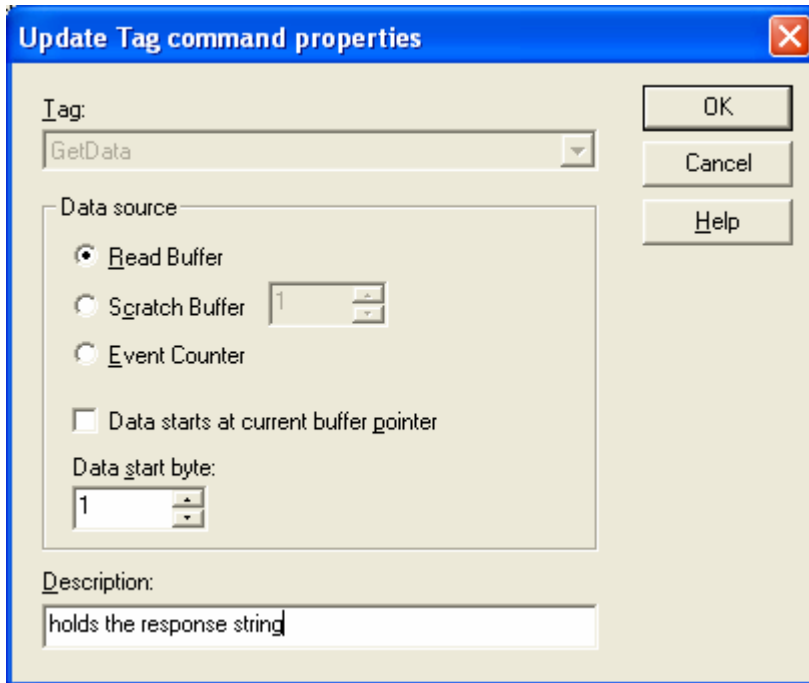 Update Tag command properties
Tag:
GetData
OK
Cancel
Help
Data source
Read Buffer
Scratch Buffer 1
Event Counter
Data starts at current buffer pointer
Data start byte:
1
Description:
holds the response string